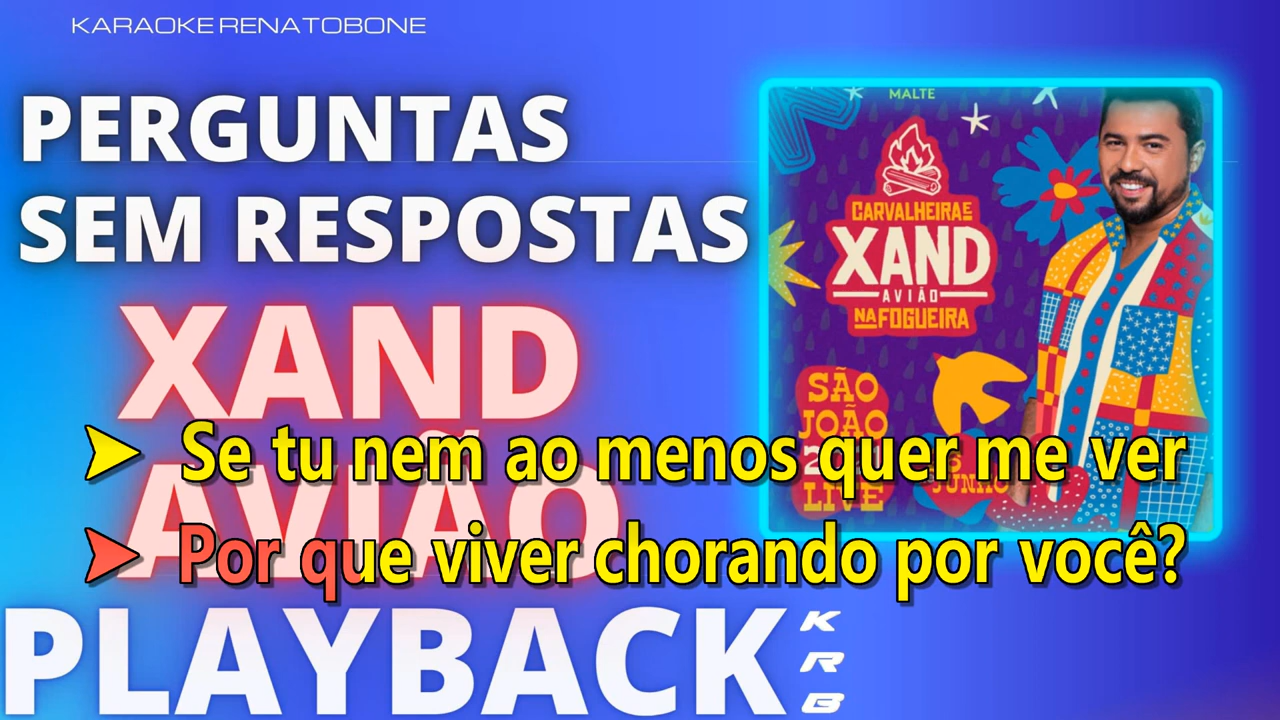 KARAOKE RENATOBONE
PERGUNTAS
SEM RESPOSTAS
XAND
AVIÃO
PLAYBACK
K
R
B
MALTE
CARVALHEIRA E
XAND
AVIÃO
NA FOGUEIRA
SÃO
JOÃO
LIVE
JUNHO
Se tu nem ao menos quer me ver
Por que viver chorando por você?